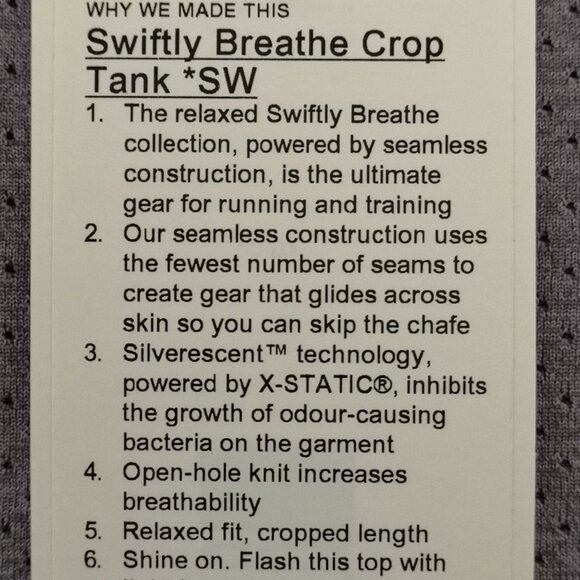 WHY WE MADE THIS
Swiftly Breathe Crop
Tank *SW
1. The relaxed Swiftly Breathe
collection, powered by seamless
construction, is the ultimate
gear for running and training
2. Our seamless construction uses
the fewest number of seams to
create gear that glides across
skin so you can skip the chafe
3. Silverescent™ technology,
powered by X-STATIC®, inhibits
the growth of odour-causing
bacteria on the garment
4. Open-hole knit increases
breathability
5. Relaxed fit, cropped length
6. Shine on. Flash this top with